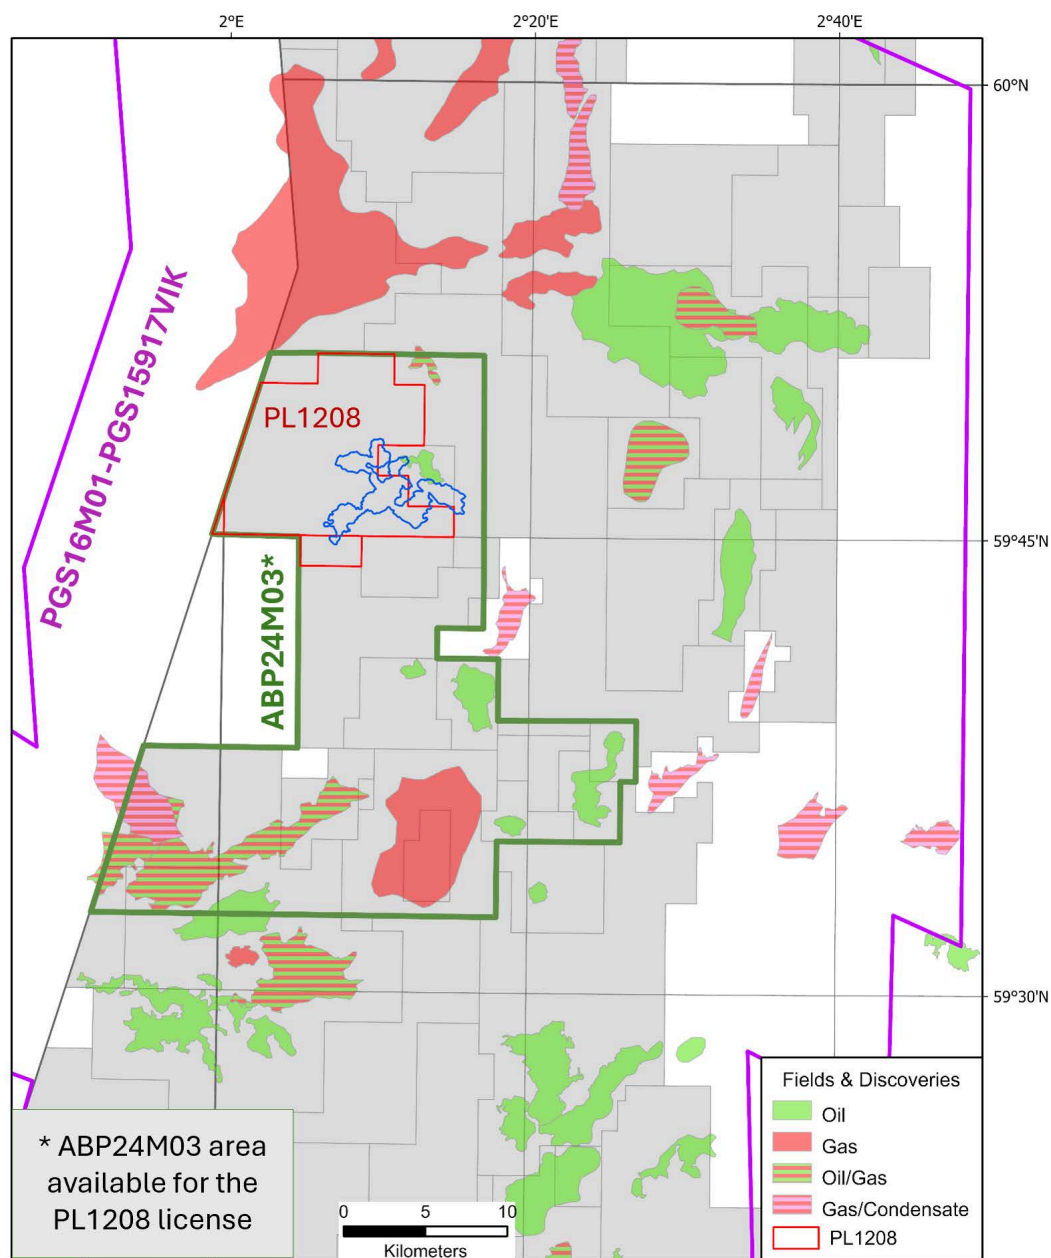 2°E
2°20'E
2°40'E
60°N
PGS16M01-PGS15917VIK
PL1208
59°45'N
ABP24M03*
59°30'N
Fields & Discoveries
Oil
Gas
Oil/Gas
Gas/Condensate
PL1208
* ABP24M03 area
available for the
PL1208 license
0 5 10
Kilometers